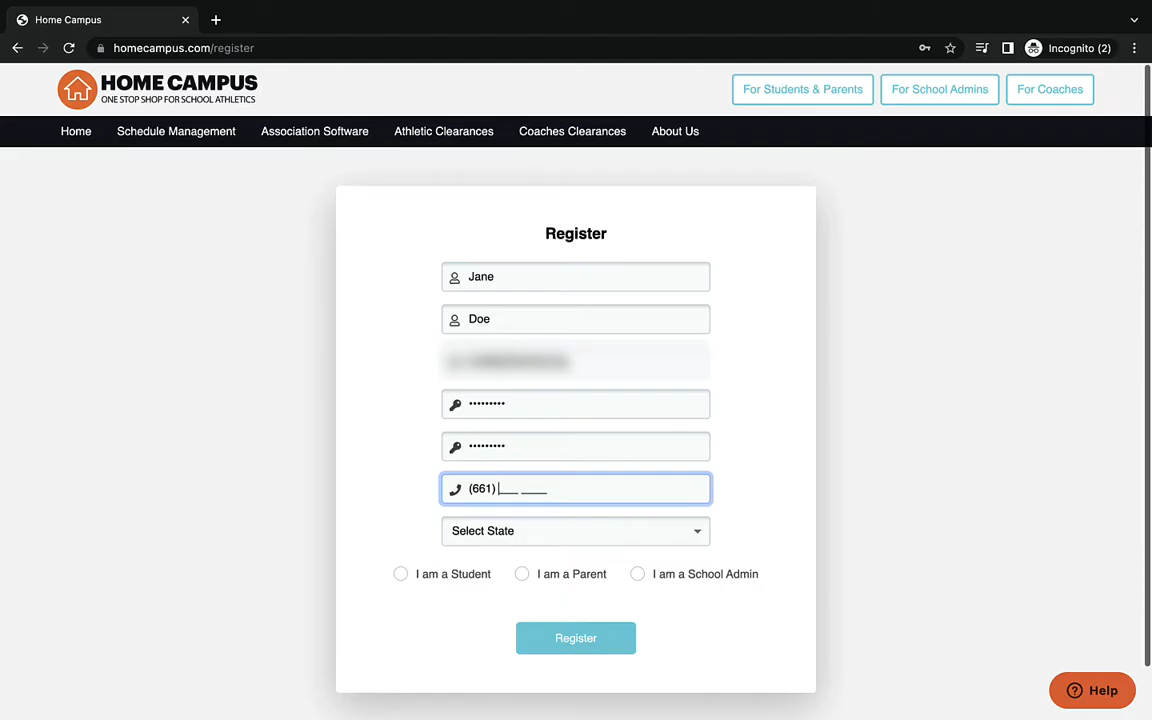 Home Campus
homecampus.com/register
Incognito (2)
HOME CAMPUS
ONE STOP SHOP FOR SCHOOL ATHLETICS
For Students & Parents
For School Admins
For Coaches
Home
Schedule Management
Association Software
Athletic Clearances
Coaches Clearances
About Us
Register
Jane
Doe
•••••••••
•••••••••
(661) ___ ____
Select State
I am a Student
I am a Parent
I am a School Admin
Register
Help